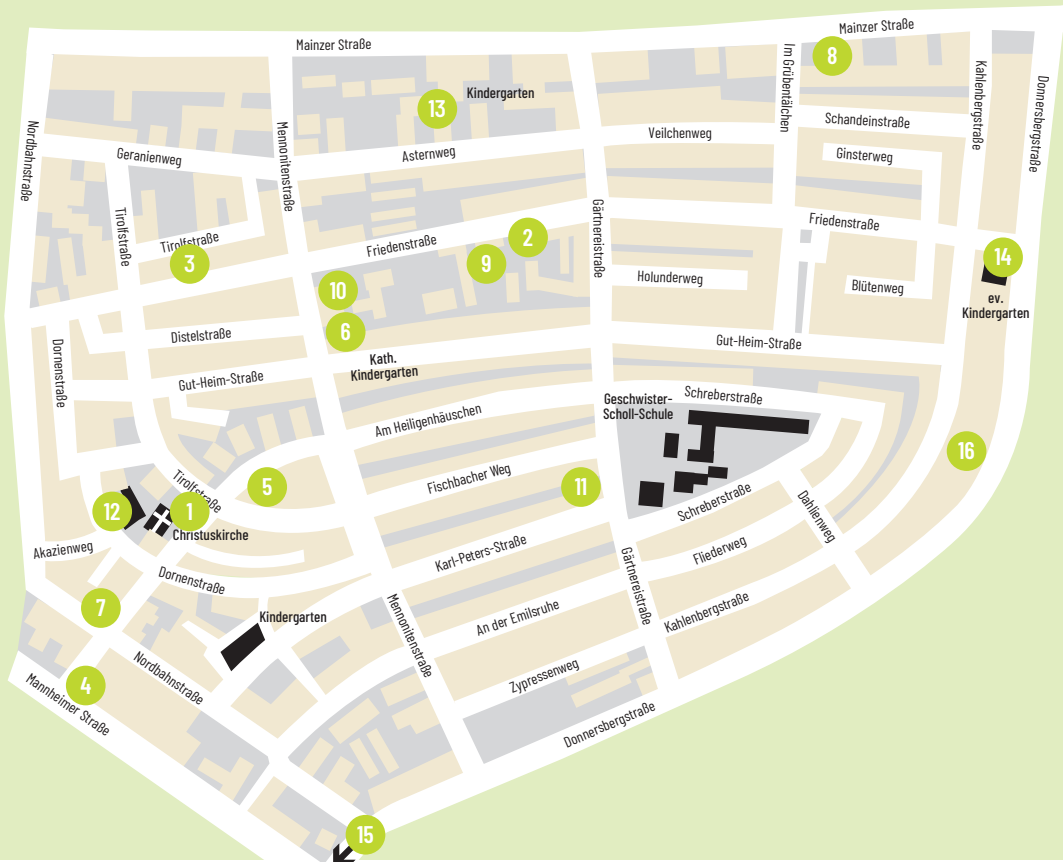 Mainzer Straße
Mainzer Straße
8
Kindergarten
13
Nordbahnstraße
Mennonitenstraße
Im Grübentälchen
Kahlenbergstraße
Donnersbergstraße
Geranienweg
Asternweg
Veilchenweg
Schandeinstraße
Ginsterweg
Tirolfstraße
Tirolfstraße
3
Friedenstraße
2
9
Gärtnereistraße
Friedenstraße
14
ev.
Kindergarten
10
6
Holunderweg
Blütenweg
Distelstraße
Dornenstraße
Gut-Heim-Straße
Kath.
Kindergarten
Gut-Heim-Straße
Am Heiligenhäuschen
Geschwister-
Scholl-Schule
Schreberstraße
16
Tirolfstraße
5
Fischbacher Weg
11
Schreberstraße
Dahlienweg
12
1
Christuskirche
Akazienweg
Karl-Peters-Straße
Fliederweg
Dornenstraße
Gärtnereistraße
7
Kindergarten
Mennonitenstraße
An der Emilsruhe
Kahlenbergstraße
4
Nordbahnstraße
Zypressenweg
Mannheimer Straße
Donnersbergstraße
15